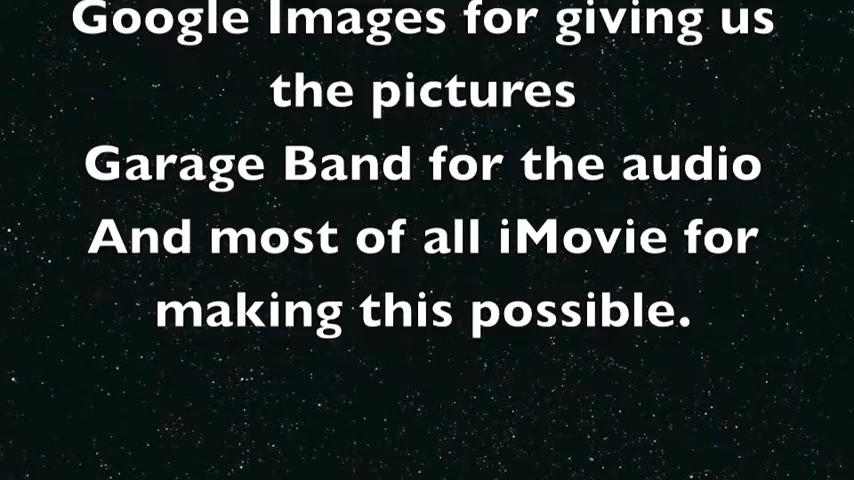 Google Images for giving us
the pictures
Garage Band for the audio
And most of all iMovie for
making this possible.